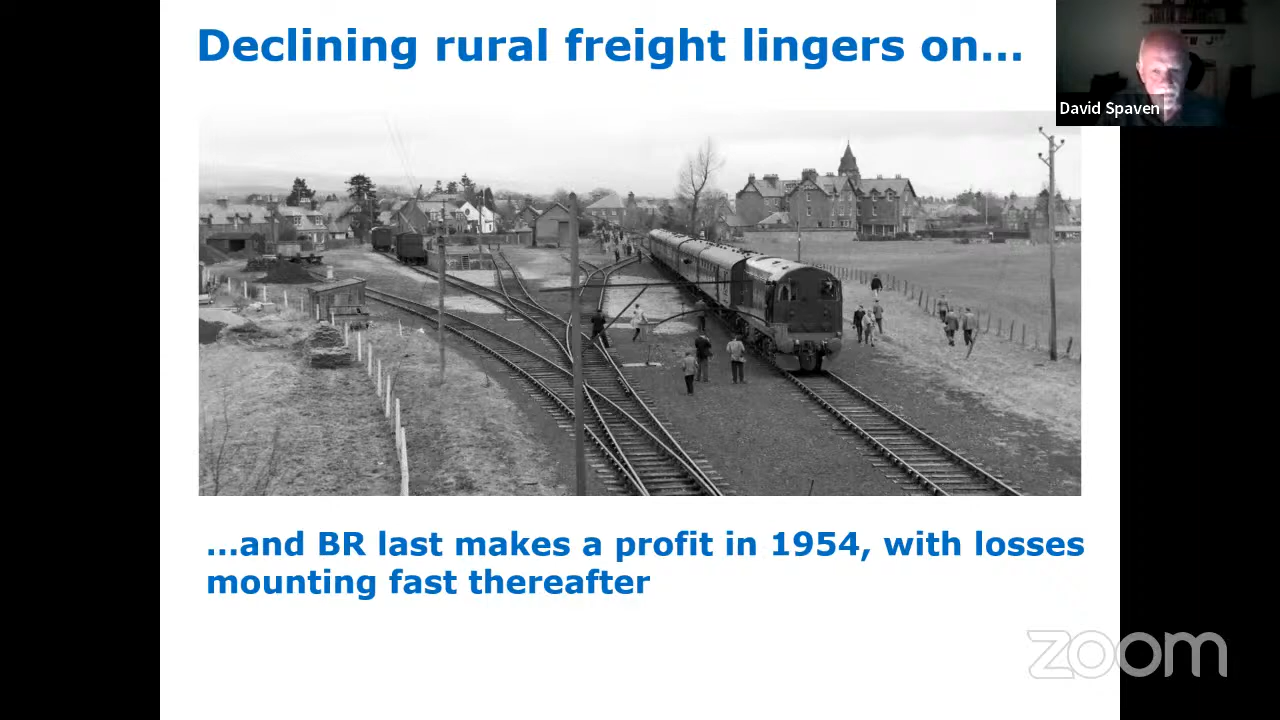 Declining rural freight lingers on...
David Spaven
...and BR last makes a profit in 1954, with losses
mounting fast thereafter
zoom